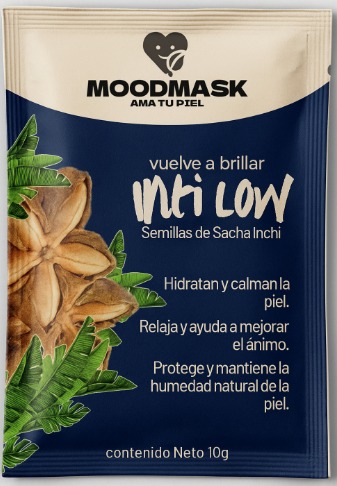 MOODMASK
AMA TU PIEL
vuelve a brillar
Inti Low
Semillas de Sacha Inchi
Hidratan y calman la
piel.
Relaja y ayuda a mejorar
el ánimo.
Protege y mantiene la
humedad natural de la
piel.
contenido Neto 10g